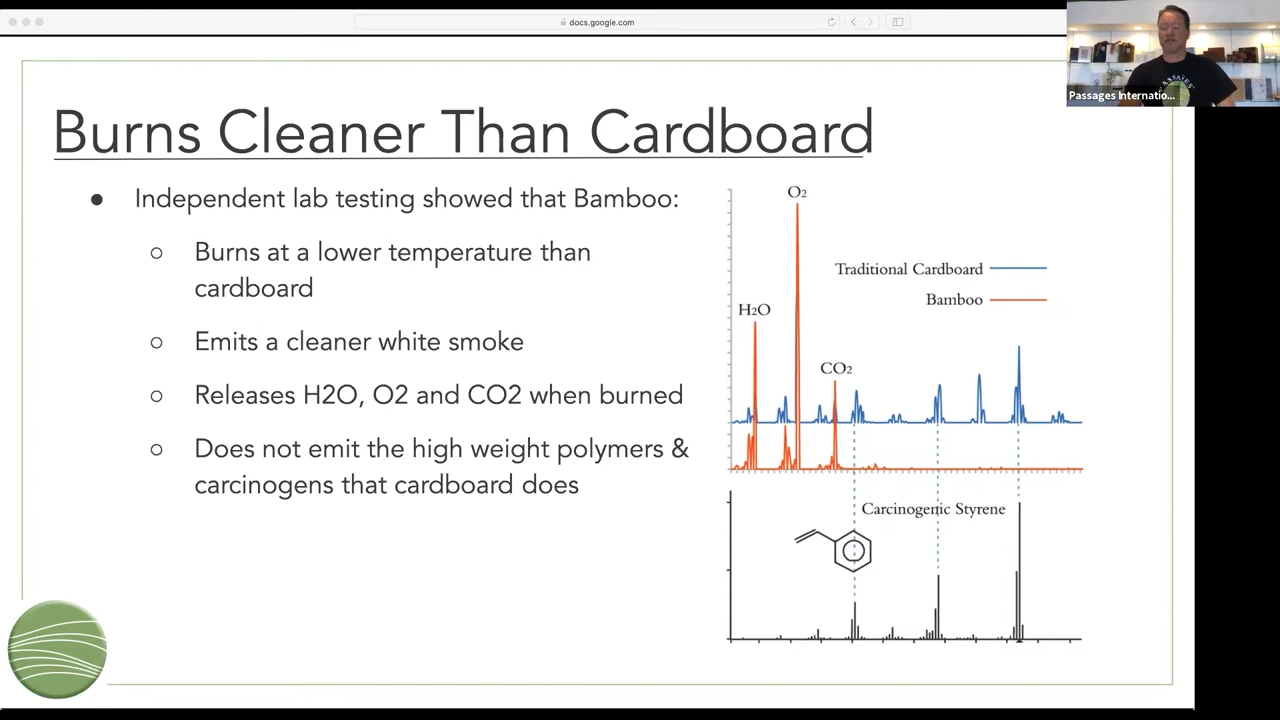 docs.google.com
Passages Internatio...
Burns Cleaner Than Cardboard
● Independent lab testing showed that Bamboo:
○ Burns at a lower temperature than
cardboard
○ Emits a cleaner white smoke
○ Releases H2O, O2 and CO2 when burned
○ Does not emit the high weight polymers &
carcinogens that cardboard does
O2
Traditional Cardboard
Bamboo
H2O
CO2
Carcinogenic Styrene